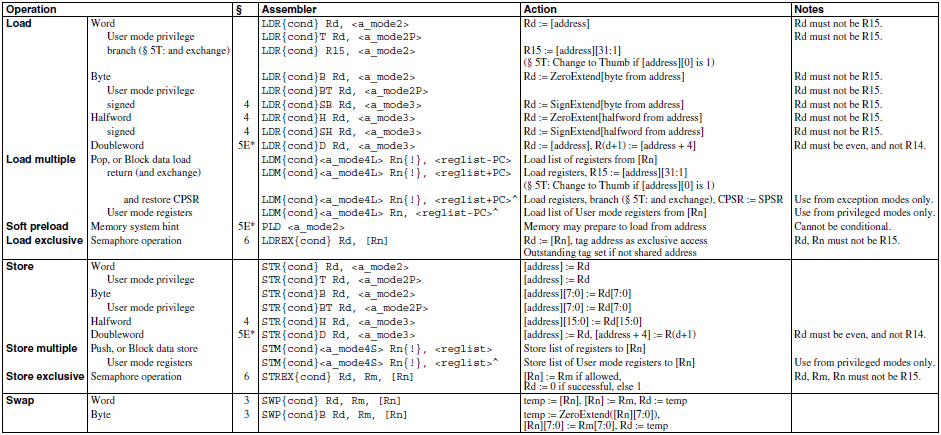 Operation § Assembler Action Notes
Load Word LDR{cond} Rd, <a_mode2> Rd := [address] Rd must not be R15.
User mode privilege LDR{cond}T Rd, <a_mode2P> Rd must not be R15.
branch (§ 5T: and exchange) LDR{cond} R15, <a_mode2> R15 := [address][31:1]
(§ 5T: Change to Thumb if [address][0] is 1)
Byte LDR{cond}B Rd, <a_mode2> Rd := ZeroExtend[byte from address] Rd must not be R15.
User mode privilege LDR{cond}BT Rd, <a_mode2P> Rd must not be R15.
signed 4 LDR{cond}SB Rd, <a_mode3> Rd := SignExtend[byte from address] Rd must not be R15.
Halfword 4 LDR{cond}H Rd, <a_mode3> Rd := ZeroExtent[halfword from address] Rd must not be R15.
signed 4 LDR{cond}SH Rd, <a_mode3> Rd := SignExtend[halfword from address] Rd must not be R15.
Doubleword 5E* LDR{cond}D Rd, <a_mode3> Rd := [address], R(d+1) := [address + 4] Rd must be even, and not R14.
Load multiple Pop, or Block data load LDM{cond}<a_mode4L> Rn{!}, <reglist-PC> Load list of registers from [Rn]
return (and exchange) LDM{cond}<a_mode4L> Rn{!}, <reglist+PC> Load registers, R15 := [address][31:1]
(§ 5T: Change to Thumb if [address][0] is 1)
and restore CPSR LDM{cond}<a_mode4L> Rn{!}, <reglist+PC>^ Load registers, branch (§ 5T: and exchange), CPSR := SPSR Use from exception modes only.
User mode registers LDM{cond}<a_mode4L> Rn, <reglist-PC>^ Load list of User mode registers from [Rn] Use from privileged modes only.
Soft preload Memory system hint 5E* PLD <a_mode2> Memory may prepare to load from address Cannot be conditional.
Load exclusive Semaphore operation 6 LDREX{cond} Rd, [Rn] Rd := [Rn], tag address as exclusive access Rd, Rn must not be R15.
Outstanding tag set if not shared address
Store Word STR{cond} Rd, <a_mode2> [address] := Rd
User mode privilege STR{cond}T Rd, <a_mode2P> [address] := Rd
Byte STR{cond}B Rd, <a_mode2> [address][7:0] := Rd[7:0]
User mode privilege STR{cond}BT Rd, <a_mode2P> [address][7:0] := Rd[7:0]
Halfword 4 STR{cond}H Rd, <a_mode3> [address][15:0] := Rd[15:0]
Doubleword 5E* STR{cond}D Rd, <a_mode3> [address] := Rd, [address + 4] := R(d+1) Rd must be even, and not R14.
Store multiple Push, or Block data store STM{cond}<a_mode4S> Rn{!}, <reglist> Store list of registers to [Rn]
User mode registers STM{cond}<a_mode4S> Rn{!}, <reglist>^ Store list of User mode registers to [Rn] Use from privileged modes only.
Store exclusive Semaphore operation 6 STREX{cond} Rd, Rm, [Rn] [Rn] := Rm if allowed, Rd, Rm, Rn must not be R15.
Rd := 0 if successful, else 1
Swap Word 3 SWP{cond} Rd, Rm, [Rn] temp := [Rn], [Rn] := Rm, Rd := temp
Byte 3 SWP{cond}B Rd, Rm, [Rn] temp := ZeroExtend([Rn][7:0]),
[Rn][7:0] := Rm[7:0], Rd := temp